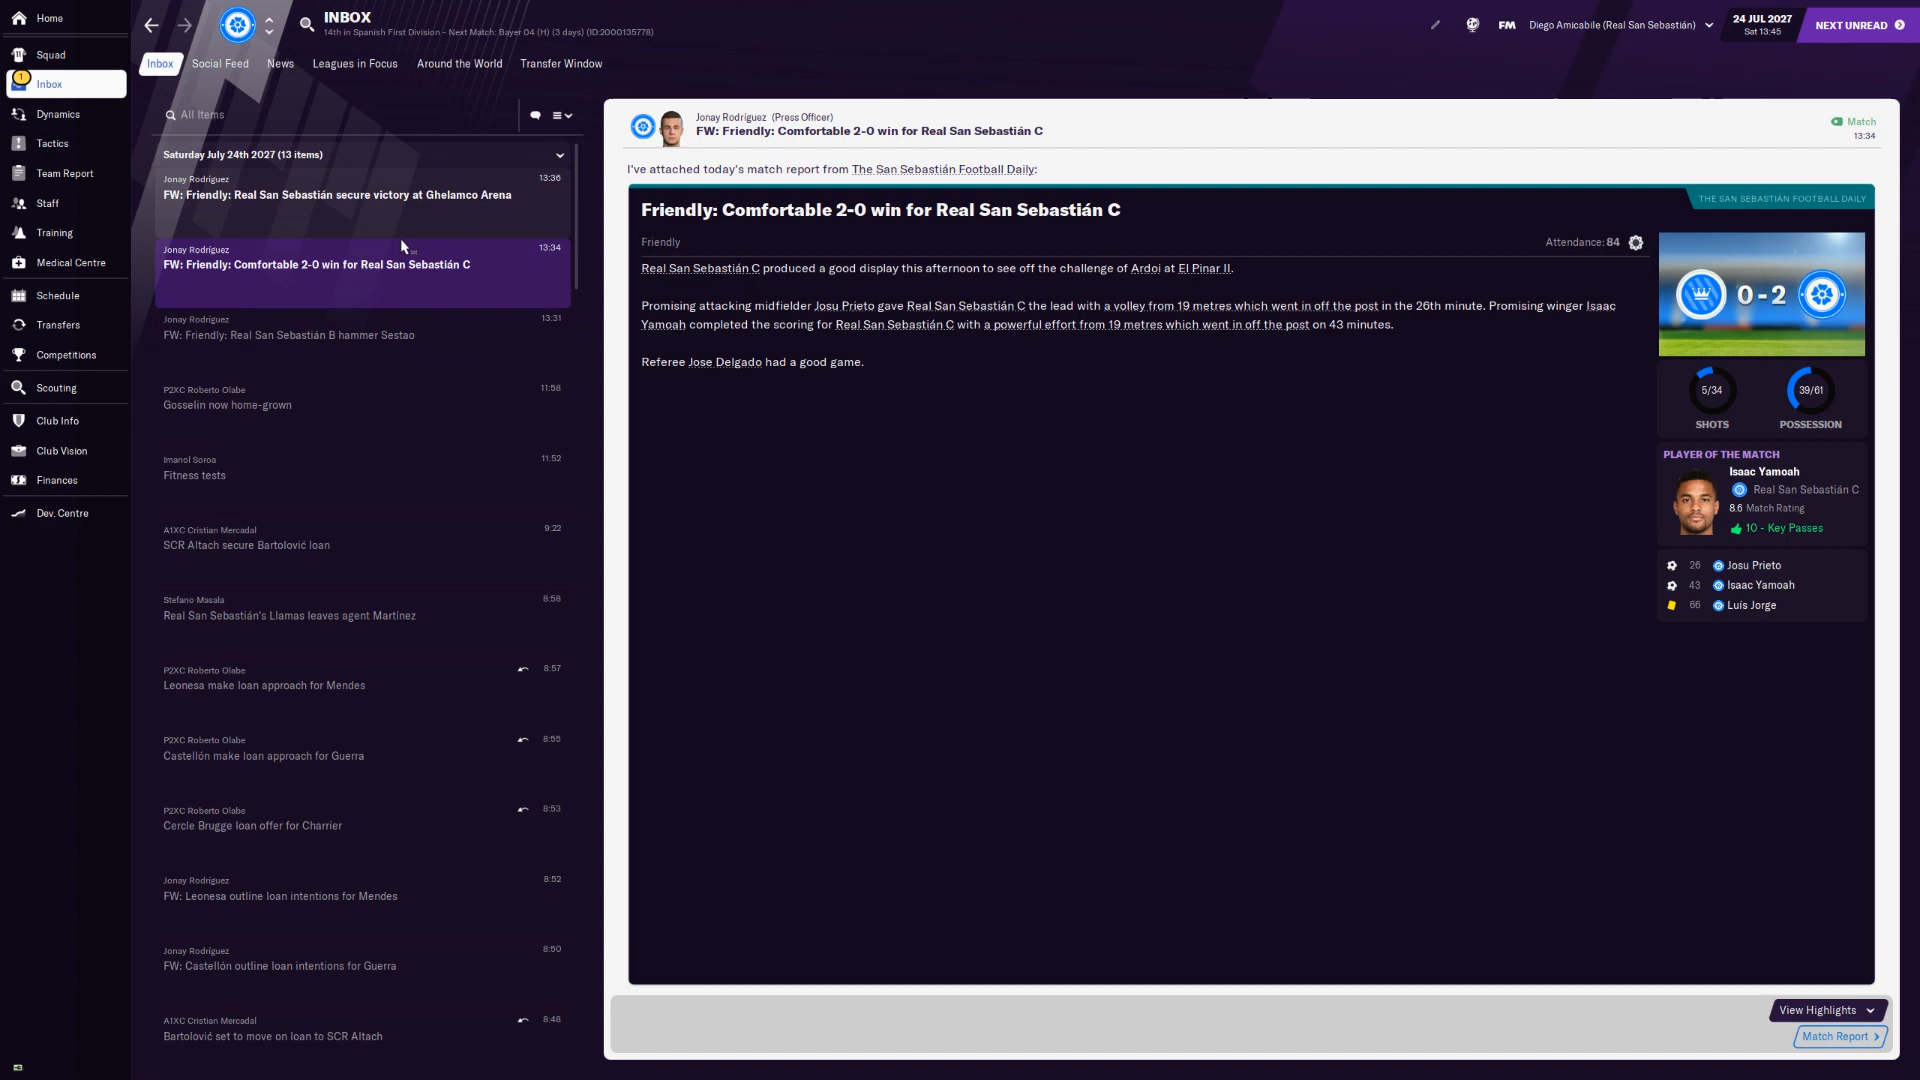 Home
Squad
1
Inbox
Dynamics
Tactics
Team Report
Staff
Training
Medical Centre
Schedule
Transfers
Competitions
Scouting
Club Info
Club Vision
Finances
Dev. Centre
INBOX
14th in Spanish First Division - Next Match: Bayer 04 (H) (3 days) (ID:2000135778)
FM Diego Amicabile (Real San Sebastián)
24 JUL 2027
Sat 13:45
NEXT UNREAD
Inbox Social Feed News Leagues in Focus Around the World Transfer Window
All Items
Saturday July 24th 2027 (13 items)
Jonay Rodríguez 13:36
FW: Friendly: Real San Sebastián secure victory at Ghelamco Arena
Jonay Rodríguez 13:34
FW: Friendly: Comfortable 2-0 win for Real San Sebastián C
Jonay Rodríguez 13:31
FW: Friendly: Real San Sebastián B hammer Sestao
P2XC Roberto Olabe 11:58
Gosselin now home-grown
Imanol Soroa 11:52
Fitness tests
A1XC Cristian Mercadal 9:22
SCR Altach secure Bartolović loan
Stefano Masala 8:58
Real San Sebastián's Llamas leaves agent Martínez
P2XC Roberto Olabe 8:57
Leonesa make loan approach for Mendes
P2XC Roberto Olabe 8:55
Castellón make loan approach for Guerra
P2XC Roberto Olabe 8:53
Cercle Brugge loan offer for Charrier
Jonay Rodríguez 8:52
FW: Leonesa outline loan intentions for Mendes
Jonay Rodríguez 8:50
FW: Castellón outline loan intentions for Guerra
A1XC Cristian Mercadal 8:48
Bartolović set to move on loan to SCR Altach
Jonay Rodríguez (Press Officer)
FW: Friendly: Comfortable 2-0 win for Real San Sebastián C
Match
13:34
I've attached today's match report from The San Sebastián Football Daily:
THE SAN SEBASTIÁN FOOTBALL DAILY
Friendly: Comfortable 2-0 win for Real San Sebastián C
Friendly Attendance: 84
Real San Sebastián C produced a good display this afternoon to see off the challenge of Ardoi at El Pinar II.
Promising attacking midfielder Josu Prieto gave Real San Sebastián C the lead with a volley from 19 metres which went in off the post in the 26th minute. Promising winger Isaac
Yamoah completed the scoring for Real San Sebastián C with a powerful effort from 19 metres which went in off the post on 43 minutes.
Referee Jose Delgado had a good game.
0-2
5/34 39/61
SHOTS POSSESSION
PLAYER OF THE MATCH
Isaac Yamoah
Real San Sebastián C
8.6 Match Rating
10 - Key Passes
26 Josu Prieto
43 Isaac Yamoah
66 Luís Jorge
View Highlights
Match Report